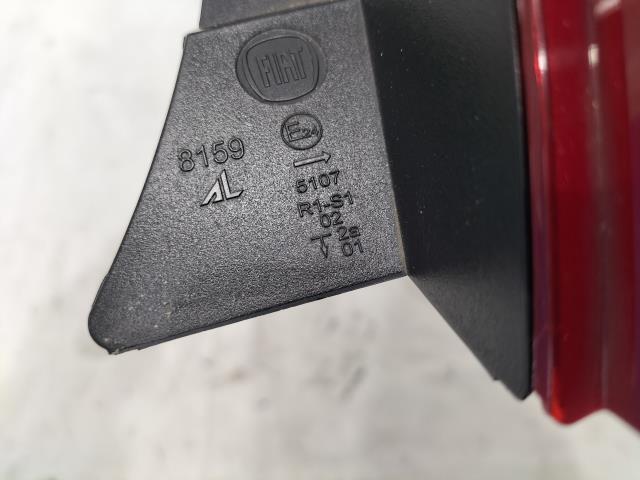 FIAT
E24
8159
AL
5107
R1-S1
02
2a
01